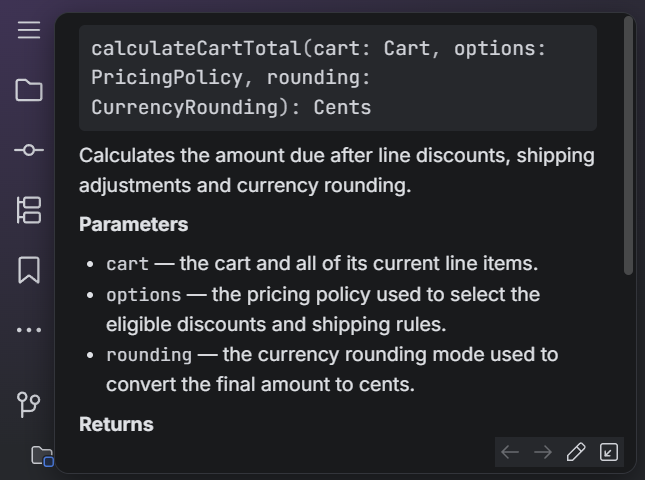 calculateCartTotal(cart: Cart, options:
PricingPolicy, rounding:
CurrencyRounding): Cents
Calculates the amount due after line discounts, shipping
adjustments and currency rounding.
Parameters
• cart — the cart and all of its current line items.
• options — the pricing policy used to select the
eligible discounts and shipping rules.
• rounding — the currency rounding mode used to
convert the final amount to cents.
Returns